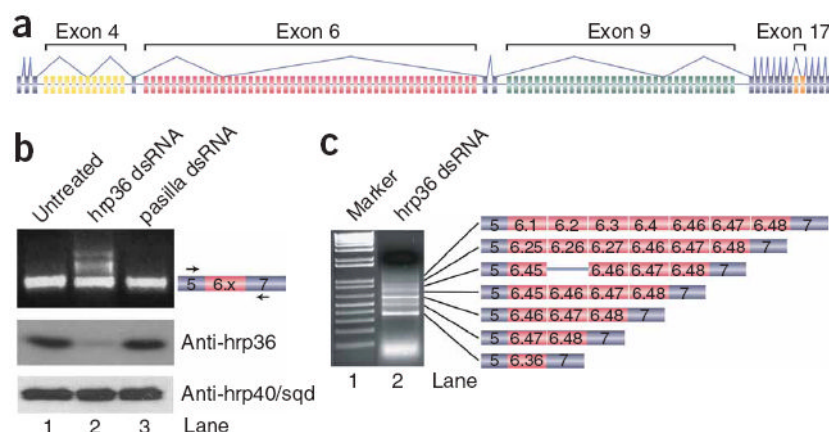 a
Exon 4 Exon 6 Exon 9 Exon 17
b
Untreated
hrp36 dsRNA
pasilla dsRNA
5 6.x 7
Anti-hrp36
Anti-hrp40/sqd
1 2 3 Lane
c
Marker
hrp36 dsRNA
5 6.1 6.2 6.3 6.4 6.46 6.47 6.48 7
5 6.25 6.26 6.27 6.46 6.47 6.48 7
5 6.45 6.46 6.47 6.48 7
5 6.45 6.46 6.47 6.48 7
5 6.46 6.47 6.48 7
5 6.47 6.48 7
5 6.36 7
1 2 Lane